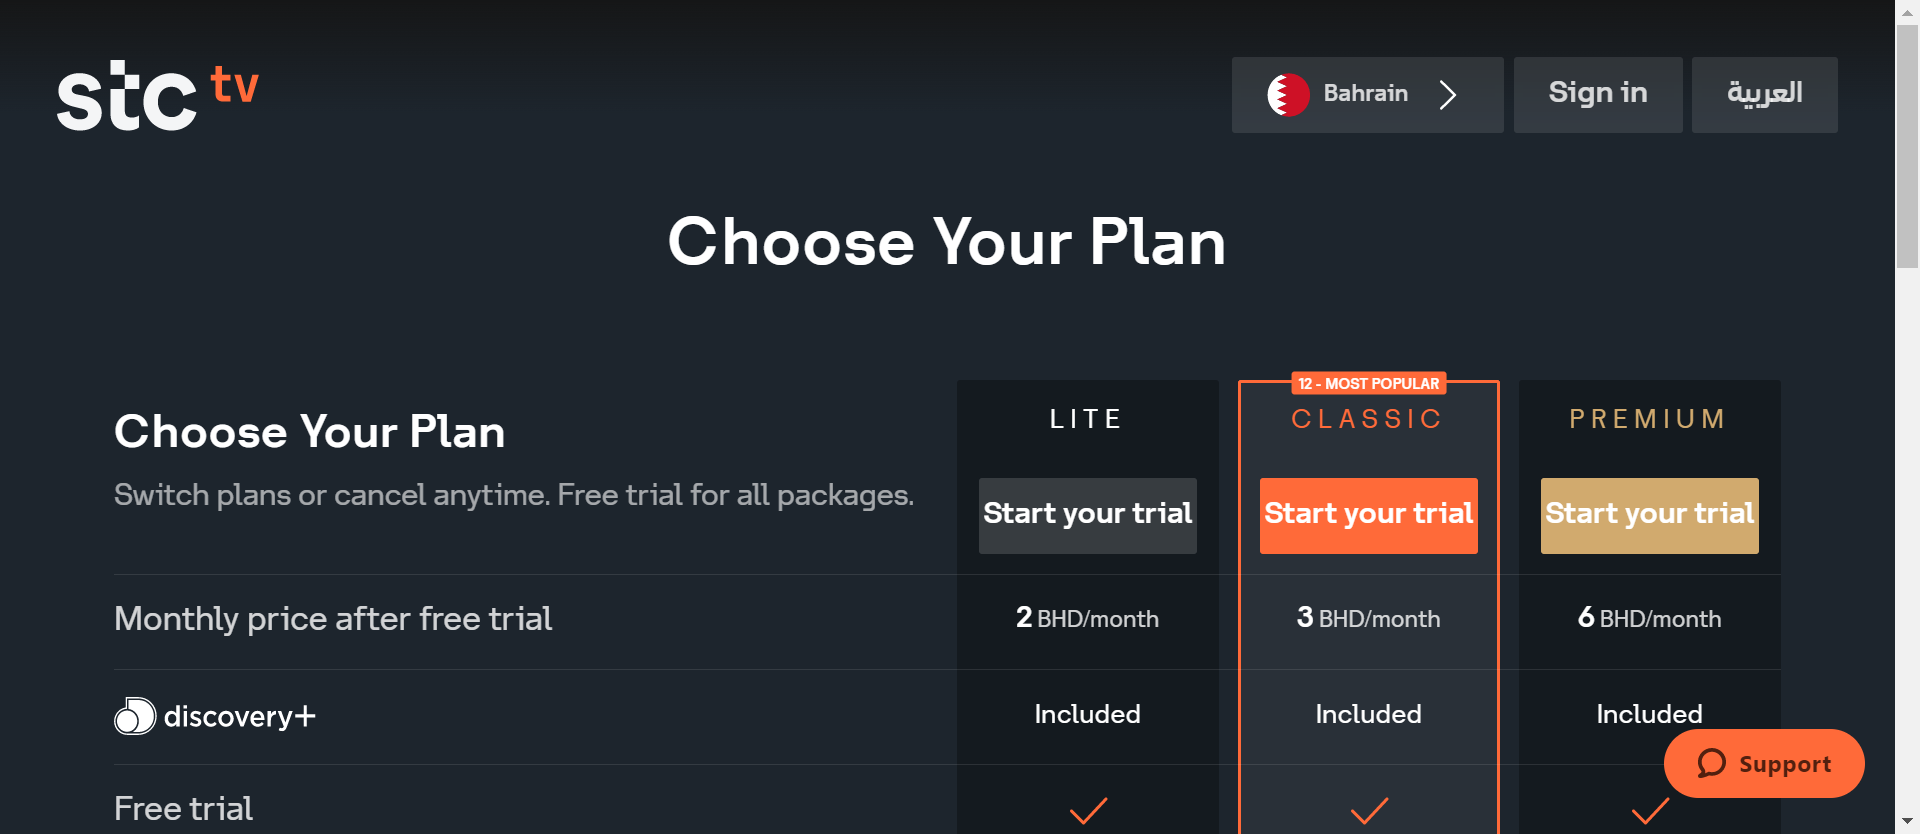 stc tv
Bahrain
Sign in
العربية
Choose Your Plan
12 - MOST POPULAR
LITE
CLASSIC
PREMIUM
Choose Your Plan
Switch plans or cancel anytime. Free trial for all packages.
Start your trial
Start your trial
Start your trial
Monthly price after free trial
2 BHD/month
3 BHD/month
6 BHD/month
discovery+
Included
Included
Included
Support
Free trial